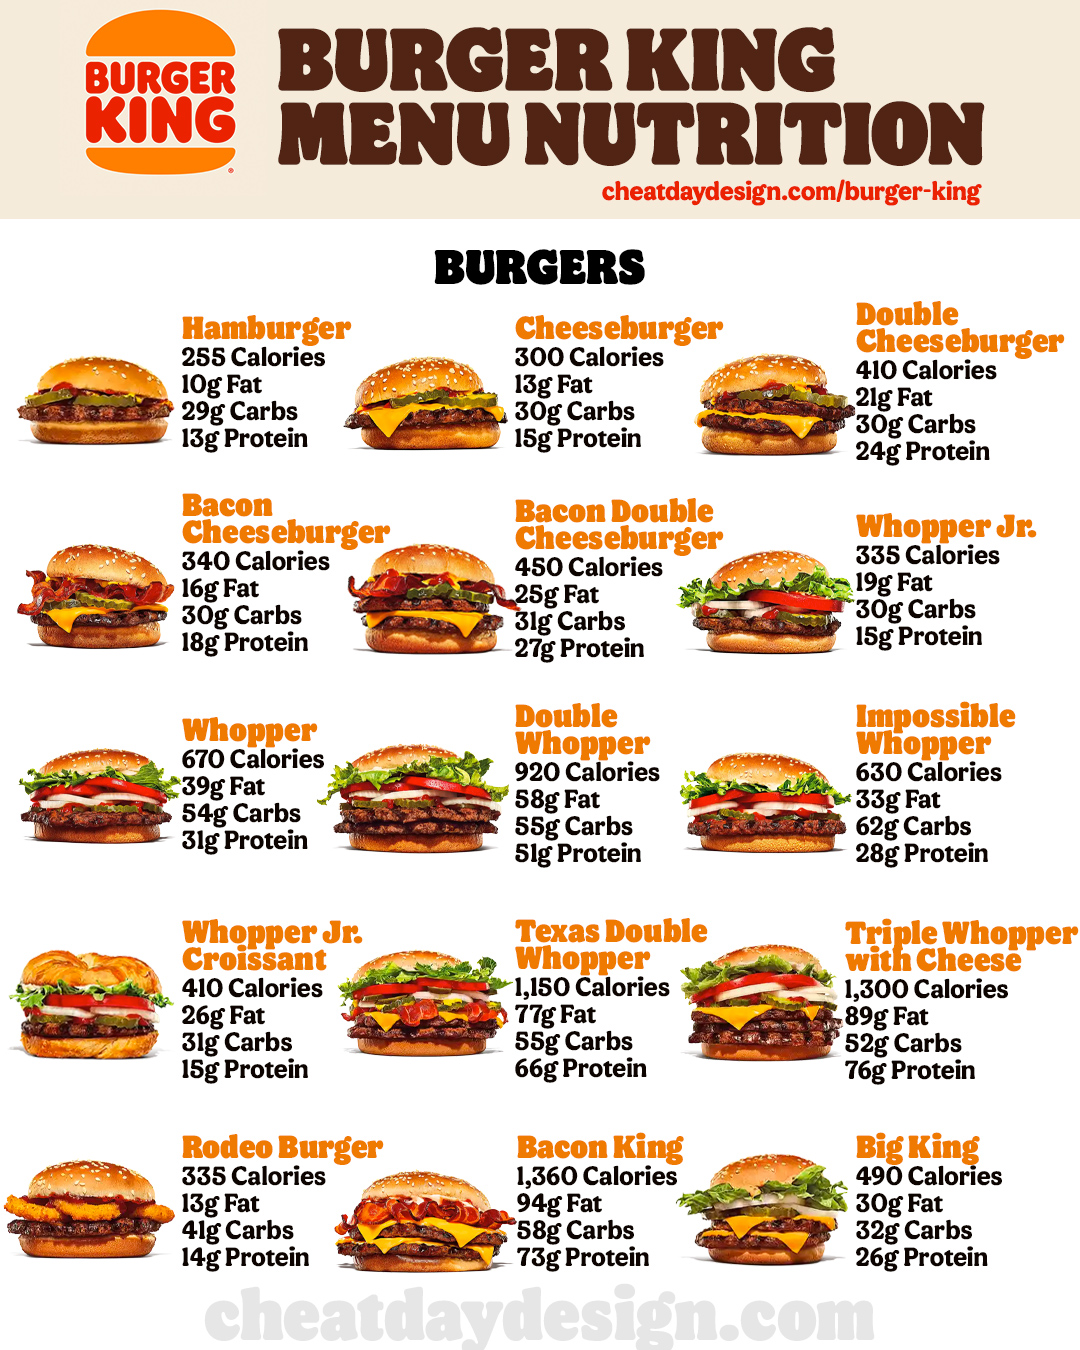 BURGER
KING
BURGER KING
MENU NUTRITION
cheatdaydesign.com/burger-king
BURGERS
Hamburger
255 Calories
10g Fat
29g Carbs
13g Protein
Cheeseburger
300 Calories
13g Fat
30g Carbs
15g Protein
Double
Cheeseburger
410 Calories
21g Fat
30g Carbs
24g Protein
Bacon
Cheeseburger
340 Calories
16g Fat
30g Carbs
18g Protein
Bacon Double
Cheeseburger
450 Calories
25g Fat
31g Carbs
27g Protein
Whopper Jr.
335 Calories
19g Fat
30g Carbs
15g Protein
Whopper
670 Calories
39g Fat
54g Carbs
31g Protein
Double
Whopper
920 Calories
58g Fat
55g Carbs
51g Protein
Impossible
Whopper
630 Calories
33g Fat
62g Carbs
28g Protein
Whopper Jr.
Croissant
410 Calories
26g Fat
31g Carbs
15g Protein
Texas Double
Whopper
1,150 Calories
77g Fat
55g Carbs
66g Protein
Triple Whopper
with Cheese
1,300 Calories
89g Fat
52g Carbs
76g Protein
Rodeo Burger
335 Calories
13g Fat
41g Carbs
14g Protein
Bacon King
1,360 Calories
94g Fat
58g Carbs
73g Protein
Big King
490 Calories
30g Fat
32g Carbs
26g Protein
cheatdaydesign.com